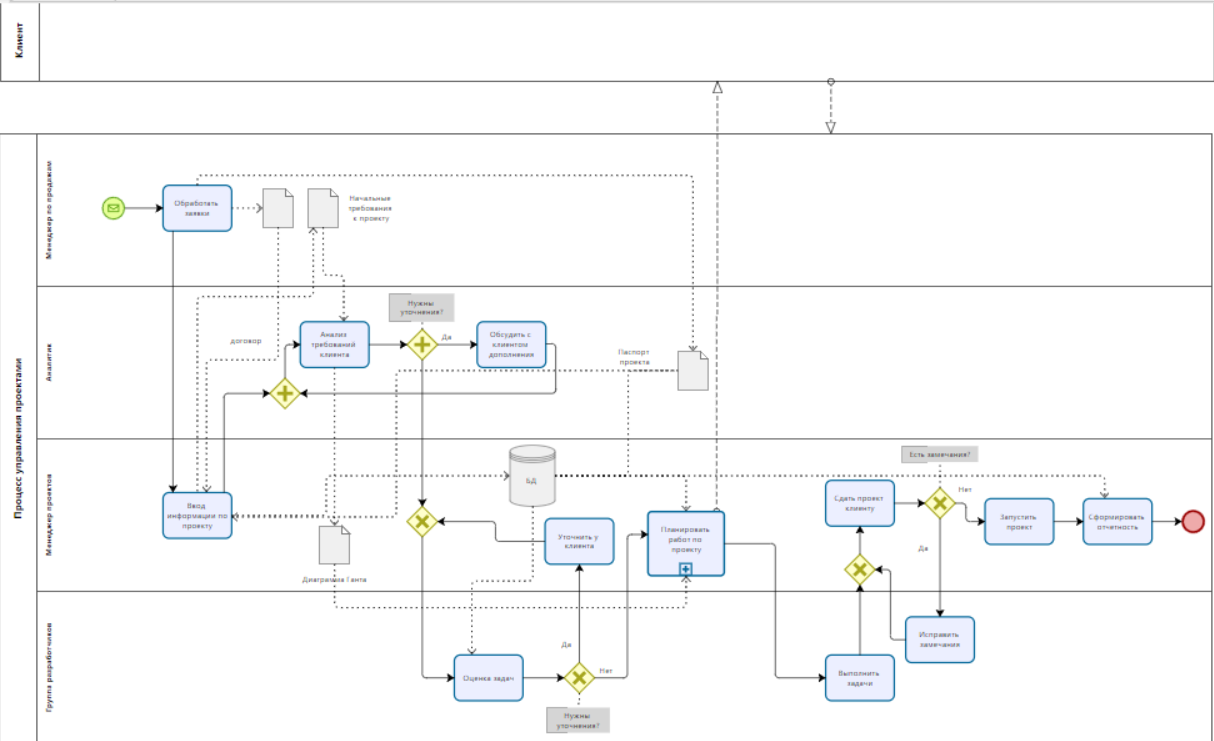 Клиент
Процесс управления проектами
Менеджер по продажам
Обработать
заявки
Начальные
требования
к проекту
Аналитик
договор
Анализ
требований
клиента
Нужны
уточнения?
Да
Обсудить с
клиентом
дополнения
Паспорт
проекта
Менеджер проектов
Ввод
информации по
проекту
Диаграмма Ганта
БД
Уточнить у
клиента
Планировать
работ по
проекту
Сдать проект
клиенту
Есть замечания?
Нет
Да
Запустить
проект
Сформировать
отчетность
Группа разработчиков
Оценка задач
Да
Нет
Нужны
уточнения?
Выполнить
задачи
Исправить
замечания